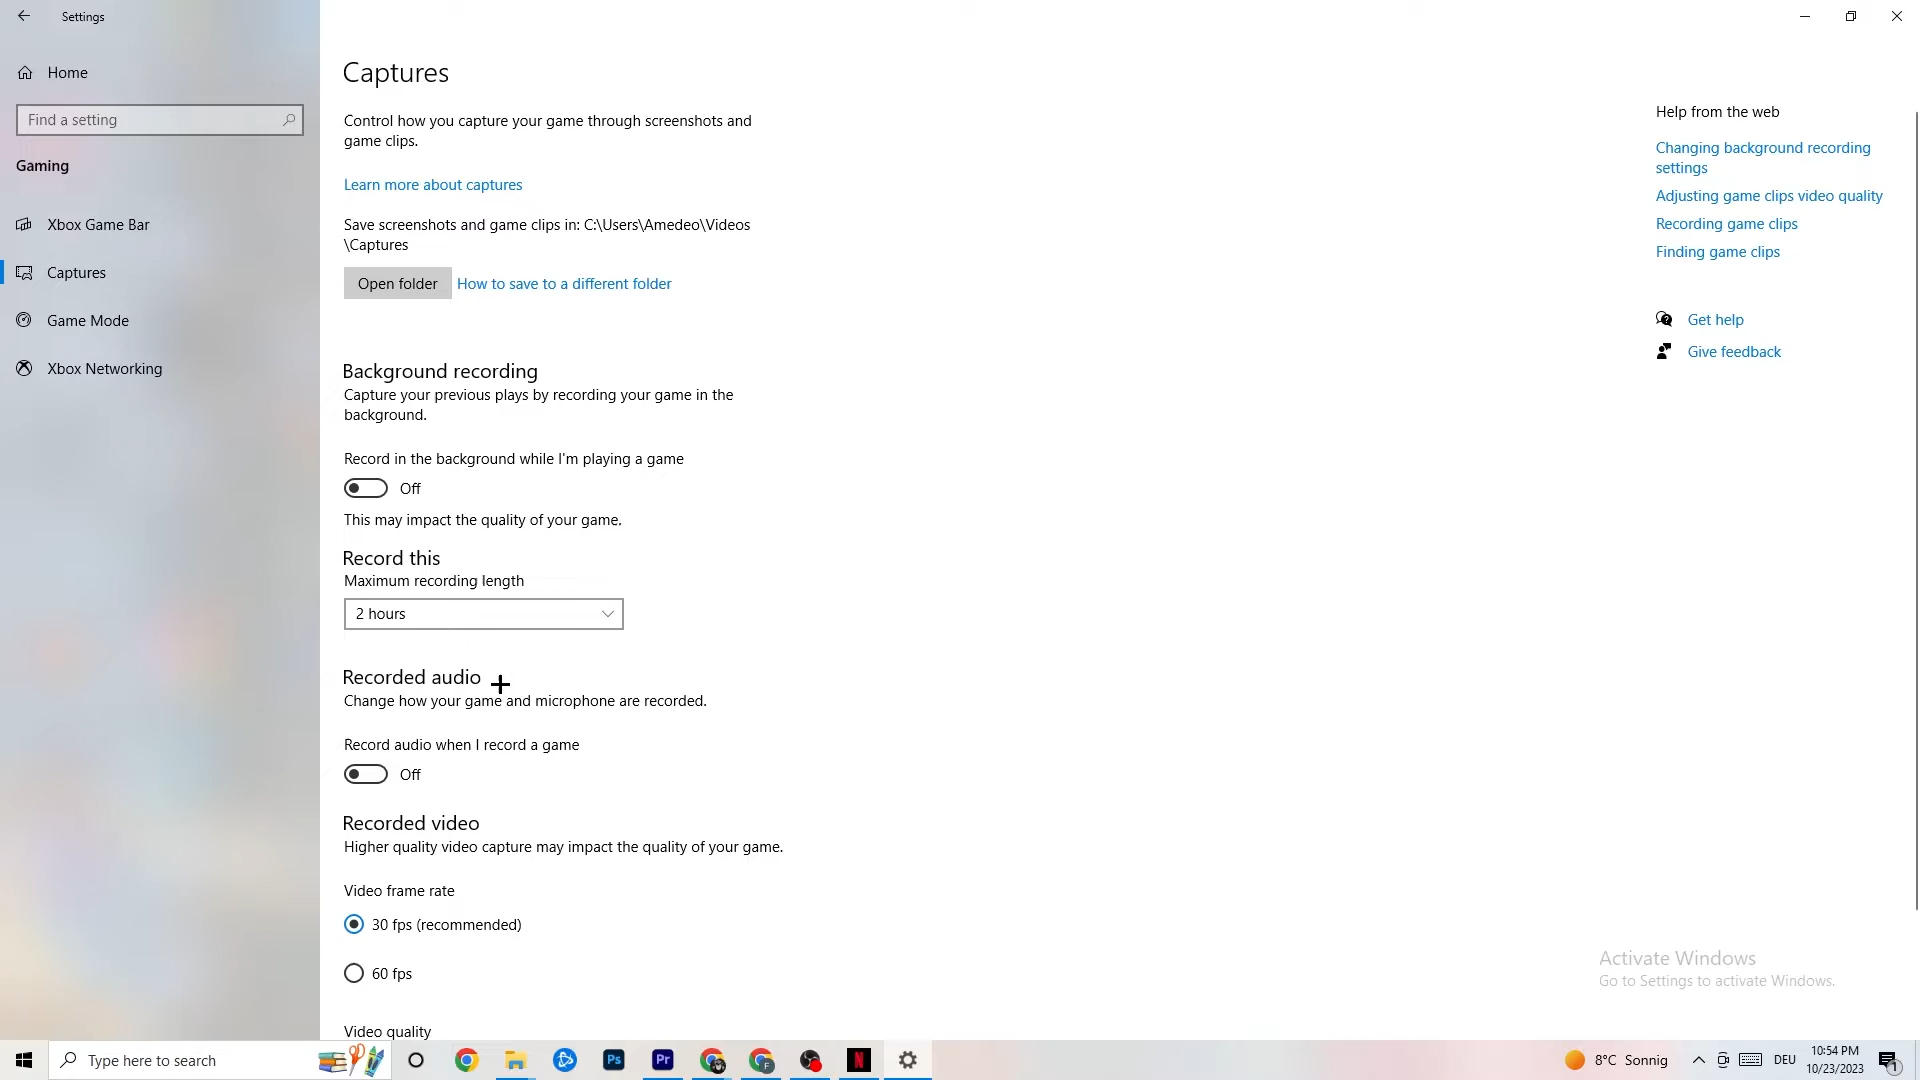 Settings
Home
Find a setting
Gaming
Xbox Game Bar
Captures
Game Mode
Xbox Networking
Captures
Control how you capture your game through screenshots and
game clips.
Learn more about captures
Save screenshots and game clips in: C:\Users\Amedeo\Videos
\Captures
Open folder
How to save to a different folder
Background recording
Capture your previous plays by recording your game in the
background.
Record in the background while I'm playing a game
Off
This may impact the quality of your game.
Record this
Maximum recording length
2 hours
Recorded audio
Change how your game and microphone are recorded.
Record audio when I record a game
Off
Recorded video
Higher quality video capture may impact the quality of your game.
Video frame rate
30 fps (recommended)
60 fps
Video quality
Help from the web
Changing background recording
settings
Adjusting game clips video quality
Recording game clips
Finding game clips
Get help
Give feedback
Activate Windows
Go to Settings to activate Windows.
Type here to search
Ps
Pr
F
N
8°C Sonnig
DEU
10:54 PM
10/23/2023
1